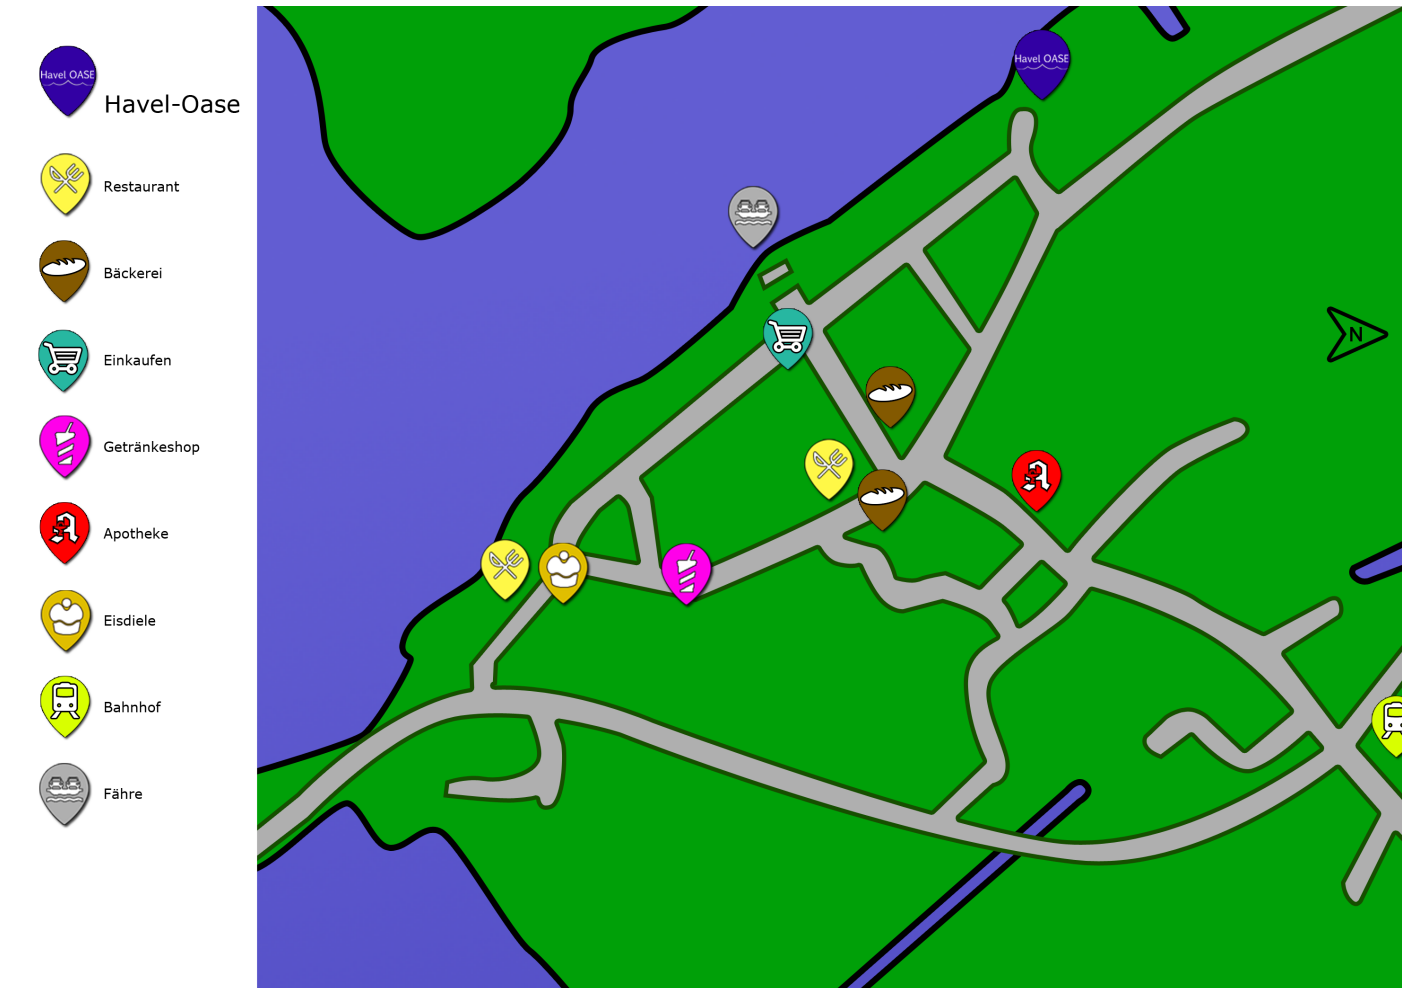 Havel OASE
Havel-Oase
Restaurant
Bäckerei
Einkaufen
Getränkeshop
Apotheke
Eisdiele
Bahnhof
Fähre
Havel OASE
N